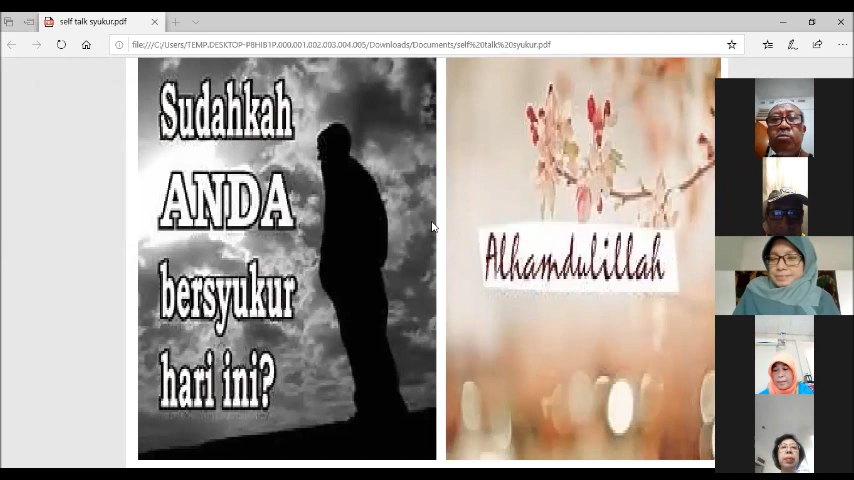 self talk syukur.pdf
file:///C:/Users/TEMP.DESKTOP-P8HIB1P.000.001.002.003.004.005/Downloads/Documents/self%20talk%20syukur.pdf
Sudahkah
ANDA
bersyukur
hari ini?
Alhamdulillah